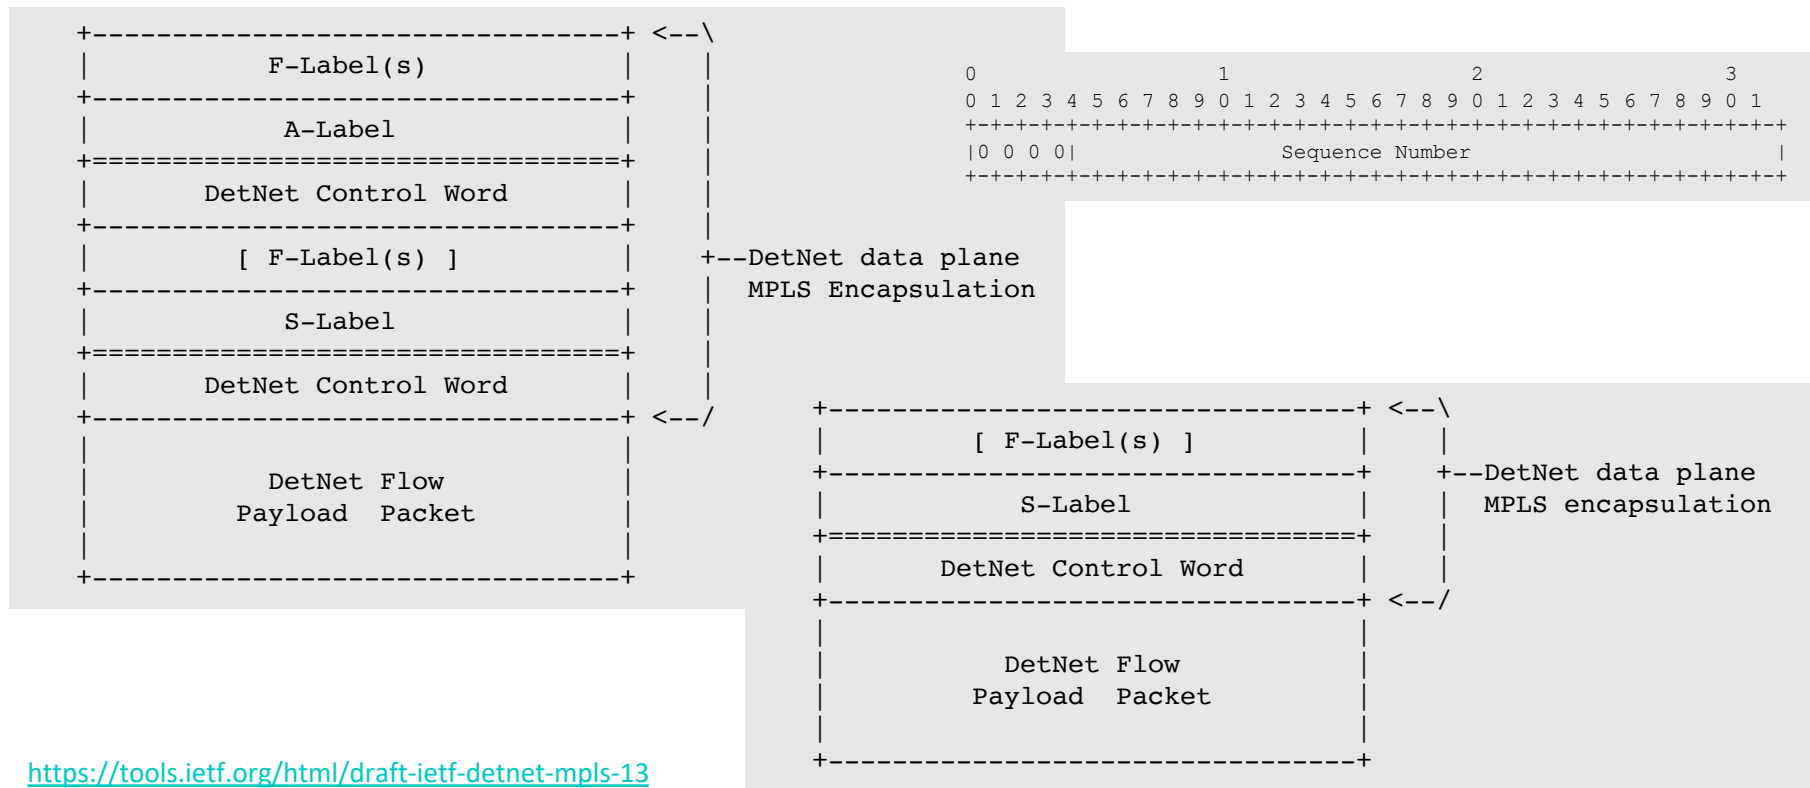 +---------------------------------+ <--\
|           F-Label(s)            |    |
+---------------------------------+    |
|            A-Label              |    |
+=================================+    |
|       DetNet Control Word       |    |
+---------------------------------+    |
|         [ F-Label(s) ]          |    +--DetNet data plane
+---------------------------------+    |  MPLS Encapsulation
|            S-Label              |    |
+=================================+    |
|       DetNet Control Word       |    |
+---------------------------------+ <--/
|                                 |
|           DetNet Flow           |
|         Payload  Packet         |
|                                 |
+---------------------------------+
 0                   1                   2                   3
 0 1 2 3 4 5 6 7 8 9 0 1 2 3 4 5 6 7 8 9 0 1 2 3 4 5 6 7 8 9 0 1
+-+-+-+-+-+-+-+-+-+-+-+-+-+-+-+-+-+-+-+-+-+-+-+-+-+-+-+-+-+-+-+-+
|0 0 0 0|                Sequence Number                        |
+-+-+-+-+-+-+-+-+-+-+-+-+-+-+-+-+-+-+-+-+-+-+-+-+-+-+-+-+-+-+-+-+
+---------------------------------+ <--\
|         [ F-Label(s) ]          |    |
+---------------------------------+    +--DetNet data plane
|            S-Label              |    |  MPLS encapsulation
+=================================+    |
|       DetNet Control Word       |    |
+---------------------------------+ <--/
|                                 |
|           DetNet Flow           |
|         Payload  Packet         |
|                                 |
+---------------------------------+
https://tools.ietf.org/html/draft-ietf-detnet-mpls-13